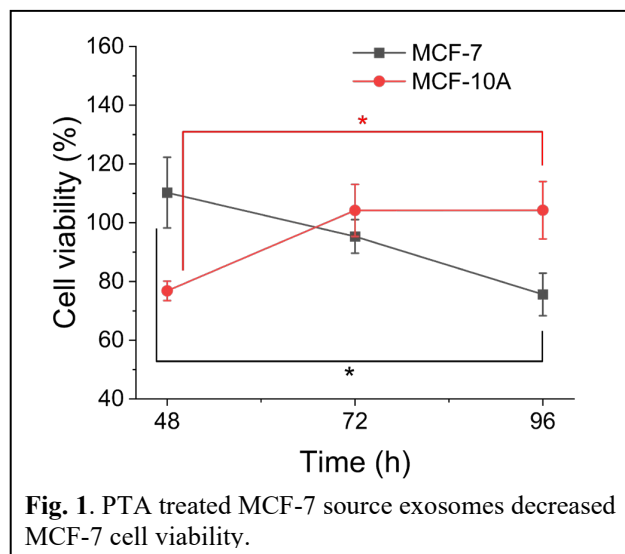 160
140
120
100
80
60
40
Cell viability (%)
MCF-7
MCF-10A
*
*
48
72
96
Time (h)
Fig. 1. PTA treated MCF-7 source exosomes decreased
MCF-7 cell viability.